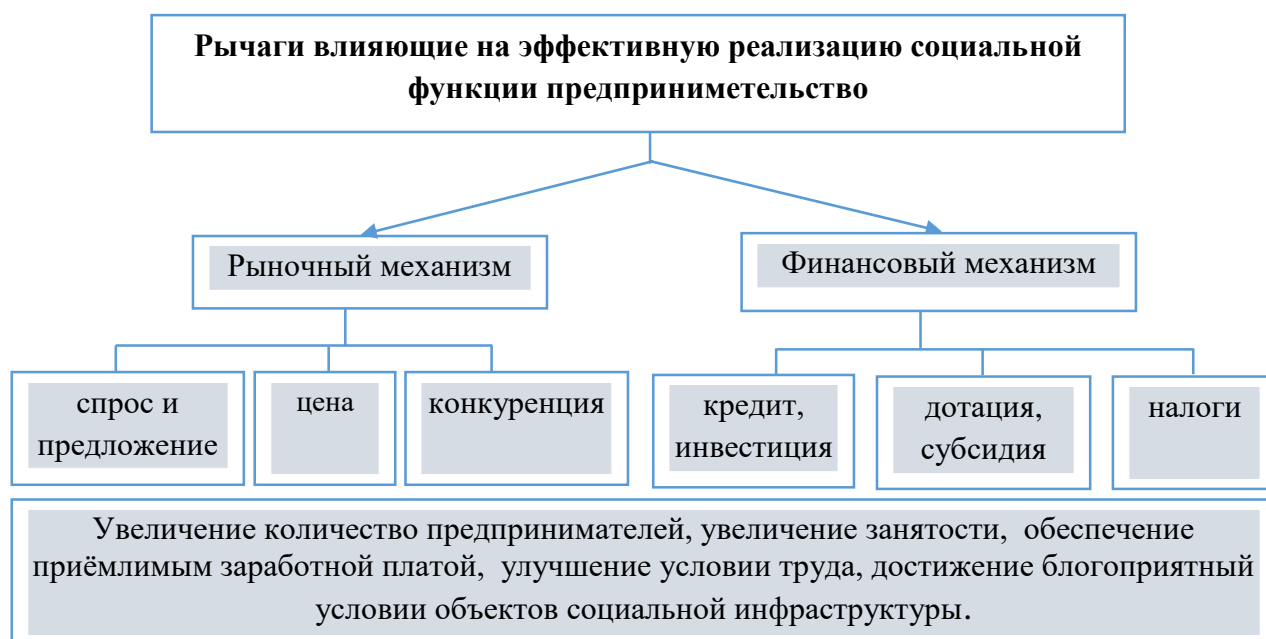 Рычаги влияющие на эффективную реализацию социальной
функции предприниметельство
Рыночный механизм
Финансовый механизм
спрос и
предложение
цена
конкуренция
кредит,
инвестиция
дотация,
субсидия
налоги
Увеличение количество предпринимателей, увеличение занятости, обеспечение
приёмлимым заработной платой, улучшение условии труда, достижение блогоприятный
условии объектов социальной инфраструктуры.